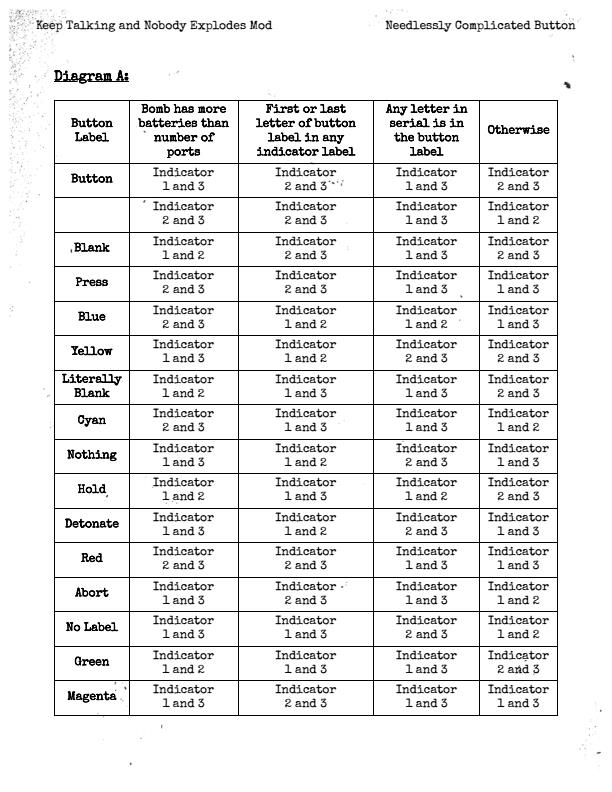 Keep Talking and Nobody Explodes Mod Needlessly Complicated Button
Diagram A:
Button Label | Bomb has more batteries than number of ports | First or last letter of button label in any indicator label | Any letter in serial is in the button label | Otherwise
Button | Indicator 1 and 3 | Indicator 2 and 3 | Indicator 1 and 3 | Indicator 2 and 3
 | Indicator 2 and 3 | Indicator 2 and 3 | Indicator 1 and 3 | Indicator 1 and 2
Blank | Indicator 1 and 2 | Indicator 2 and 3 | Indicator 1 and 3 | Indicator 2 and 3
Press | Indicator 2 and 3 | Indicator 2 and 3 | Indicator 1 and 3 | Indicator 1 and 3
Blue | Indicator 2 and 3 | Indicator 1 and 2 | Indicator 1 and 2 | Indicator 1 and 3
Yellow | Indicator 1 and 3 | Indicator 1 and 2 | Indicator 2 and 3 | Indicator 2 and 3
Literally Blank | Indicator 1 and 2 | Indicator 1 and 3 | Indicator 1 and 3 | Indicator 2 and 3
Cyan | Indicator 2 and 3 | Indicator 1 and 3 | Indicator 1 and 3 | Indicator 1 and 2
Nothing | Indicator 1 and 3 | Indicator 1 and 2 | Indicator 2 and 3 | Indicator 1 and 3
Hold | Indicator 1 and 2 | Indicator 1 and 3 | Indicator 1 and 2 | Indicator 2 and 3
Detonate | Indicator 1 and 3 | Indicator 1 and 2 | Indicator 2 and 3 | Indicator 1 and 3
Red | Indicator 2 and 3 | Indicator 2 and 3 | Indicator 1 and 3 | Indicator 1 and 3
Abort | Indicator 1 and 3 | Indicator 2 and 3 | Indicator 1 and 3 | Indicator 1 and 2
No Label | Indicator 1 and 3 | Indicator 1 and 3 | Indicator 2 and 3 | Indicator 1 and 2
Green | Indicator 1 and 2 | Indicator 1 and 3 | Indicator 1 and 3 | Indicator 2 and 3
Magenta | Indicator 1 and 3 | Indicator 2 and 3 | Indicator 1 and 3 | Indicator 1 and 3